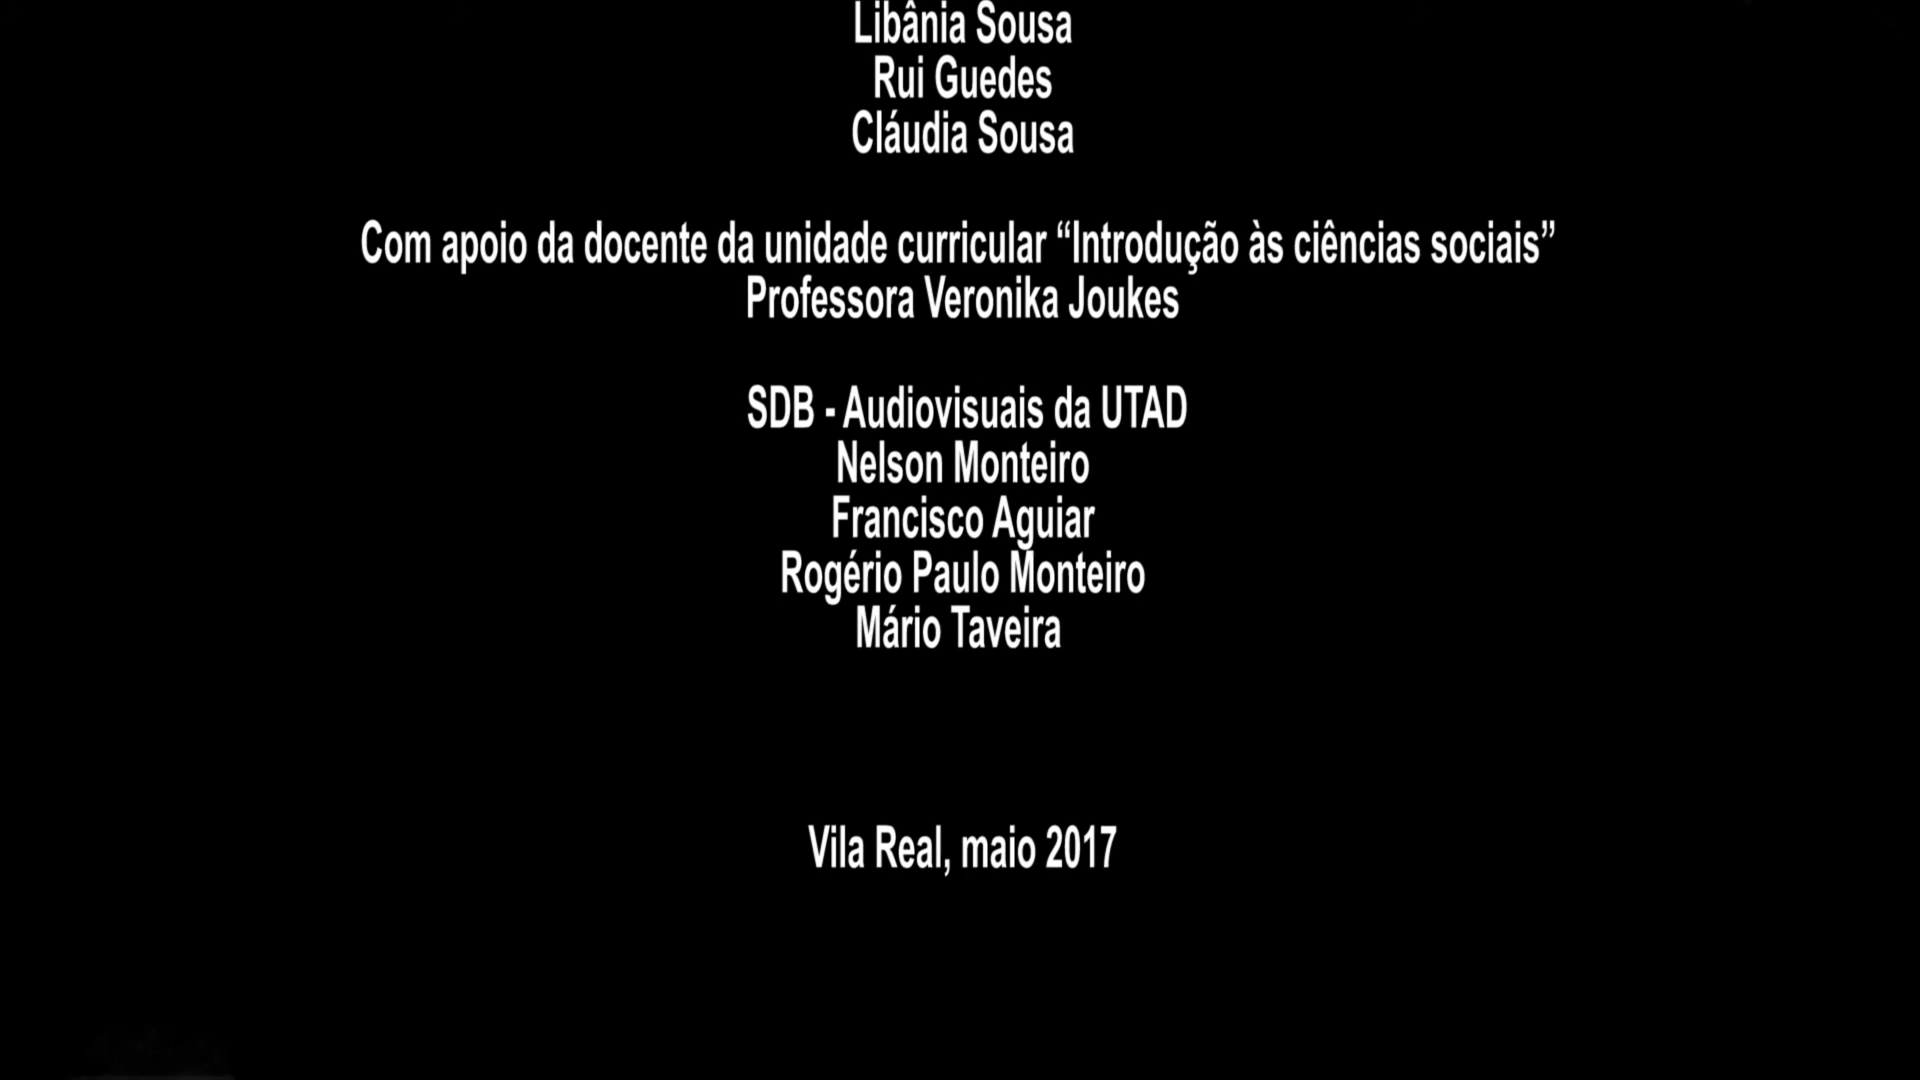 Libânia Sousa
Rui Guedes
Cláudia Sousa
Com apoio da docente da unidade curricular “Introdução às ciências sociais”
Professora Veronika Joukes
SDB - Audiovisuais da UTAD
Nelson Monteiro
Francisco Aguiar
Rogério Paulo Monteiro
Mário Taveira
Vila Real, maio 2017